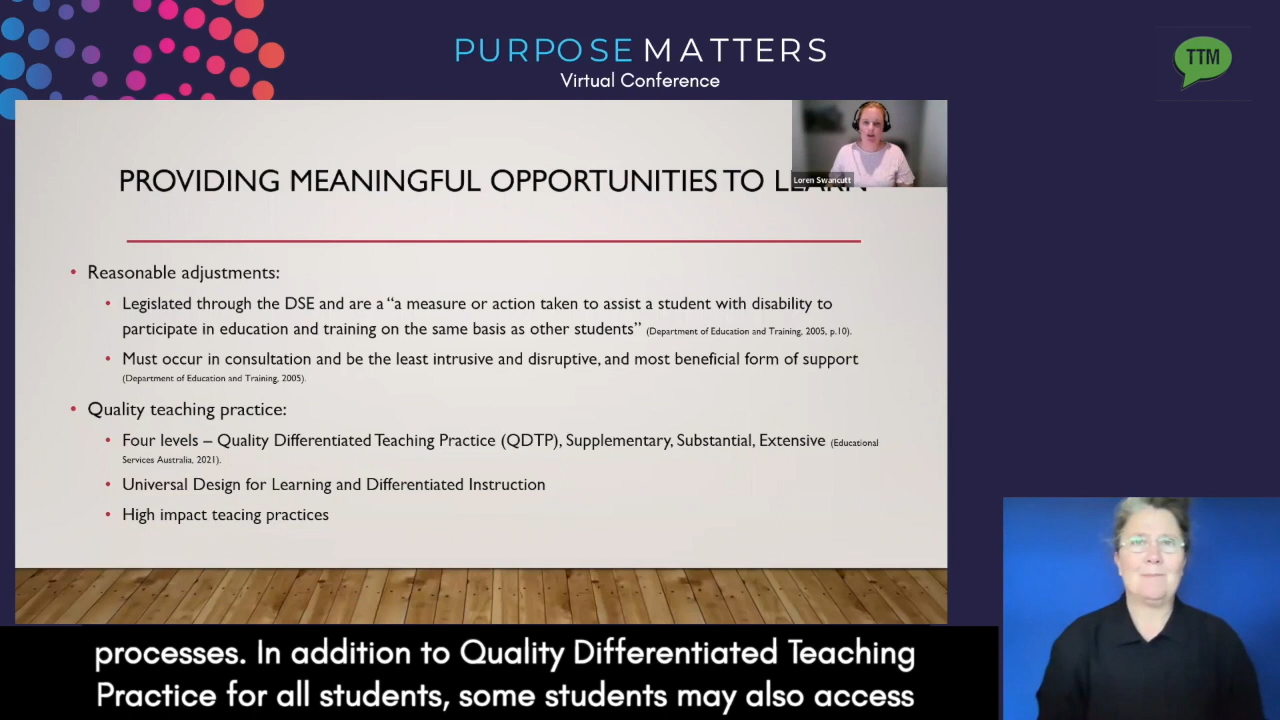 PURPOSE MATTERS
Virtual Conference
TTM
PROVIDING MEANINGFUL OPPORTUNITIES TO LEARN
Loren Swancutt
• Reasonable adjustments:
• Legislated through the DSE and are a “a measure or action taken to assist a student with disability to
participate in education and training on the same basis as other students” (Department of Education and Training, 2005, p.10).
• Must occur in consultation and be the least intrusive and disruptive, and most beneficial form of support
(Department of Education and Training, 2005).
• Quality teaching practice:
• Four levels – Quality Differentiated Teaching Practice (QDTP), Supplementary, Substantial, Extensive (Educational
Services Australia, 2021).
• Universal Design for Learning and Differentiated Instruction
• High impact teacing practices
processes. In addition to Quality Differentiated Teaching
Practice for all students, some students may also access